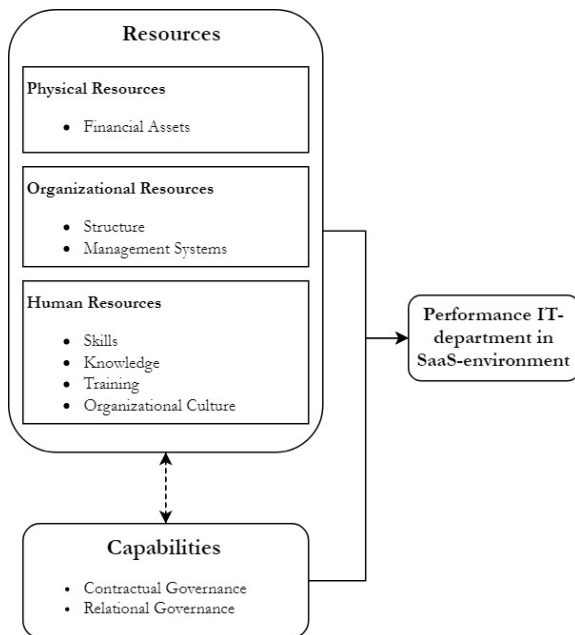 Resources
Physical Resources
• Financial Assets
Organizational Resources
• Structure
• Management Systems
Human Resources
• Skills
• Knowledge
• Training
• Organizational Culture
Performance IT-
department in
SaaS-environment
Capabilities
• Contractual Governance
• Relational Governance